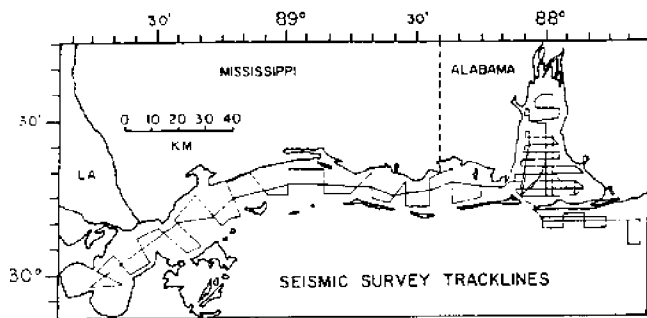 30' 89° 30' 88°
MISSISSIPPI ALABAMA
30'
0 10 20 30 40
KM
LA
30°
SEISMIC SURVEY TRACKLINES